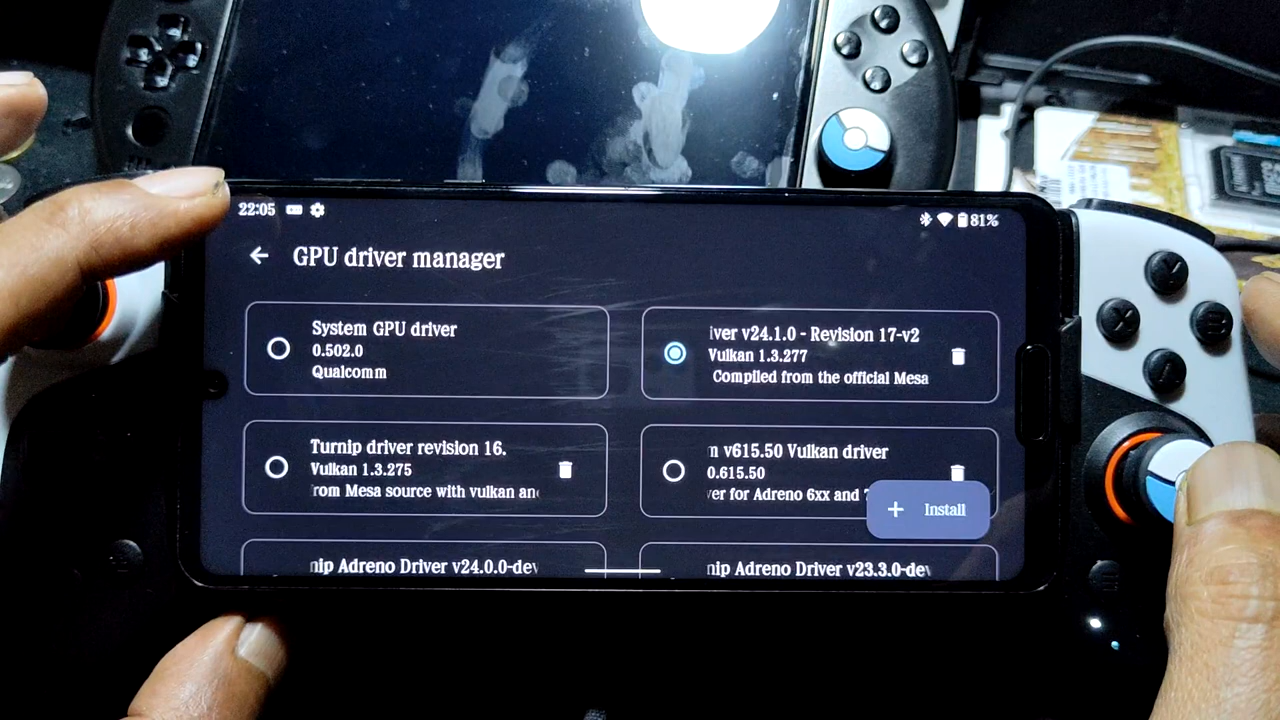 22:05
81%
GPU driver manager
System GPU driver
0.502.0
Qualcomm
iver v24.1.0 - Revision 17-v2
Vulkan 1.3.277
Compiled from the official Mesa
Turnip driver revision 16.
Vulkan 1.3.275
rom Mesa source with vulkan an
n v615.50 Vulkan driver
0.615.50
er for Adreno 6xx and
+ Install
nip Adreno Driver v24.0.0-dev
nip Adreno Driver v23.3.0-dev
Y
X